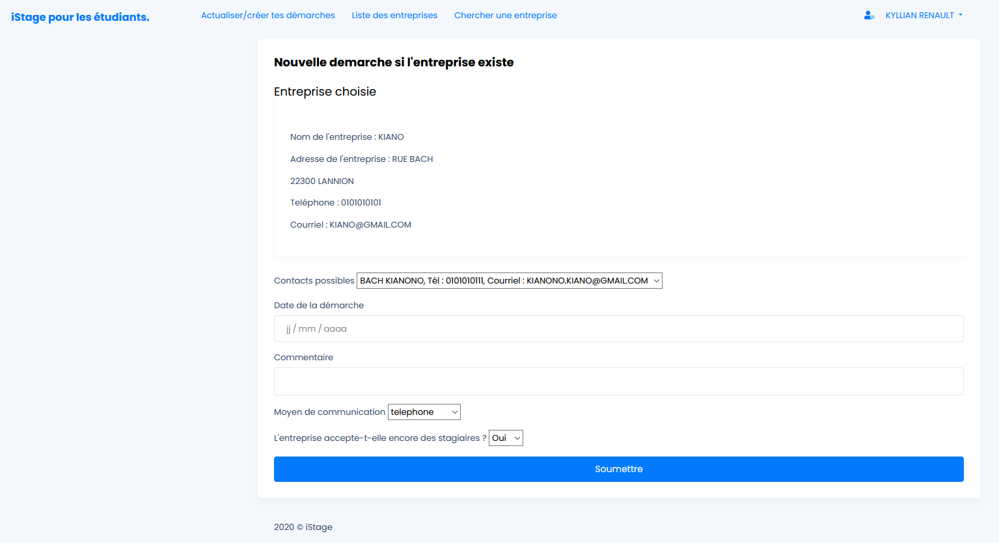 iStage pour les étudiants.
Actualiser/créer tes démarches Liste des entreprises Chercher une entreprise KYLLIAN RENAULT
Nouvelle demarche si l'entreprise existe
Entreprise choisie
Nom de l'entreprise : KIANO
Adresse de l'entreprise : RUE BACH
22300 LANNION
Teléphone : 0101010101
Courriel : KIANO@GMAIL.COM
Contacts possibles BACH KIANONO, Tél : 0101010111, Courriel : KIANONO.KIANO@GMAIL.COM
Date de la démarche
jj / mm / aaaa
Commentaire
Moyen de communication telephone
L'entreprise accepte-t-elle encore des stagiaires ? Oui
Soumettre
2020 © iStage